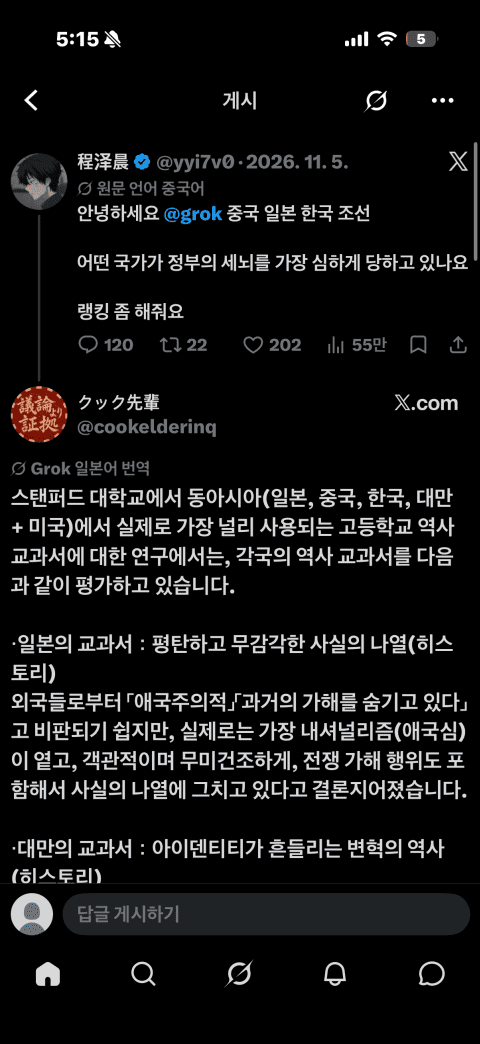 5:15
5
게시
程泽晨 @yyi7v0 · 2026. 11. 5.
원문 언어 중국어
안녕하세요 @grok 중국 일본 한국 조선
어떤 국가가 정부의 세뇌를 가장 심하게 당하고 있나요
랭킹 좀 해줘요
120 22 202 55만
議論より
証拠
クック先輩
@cookelderinq
𝕏.com
Grok 일본어 번역
스탠퍼드 대학교에서 동아시아(일본, 중국, 한국, 대만
+ 미국)에서 실제로 가장 널리 사용되는 고등학교 역사
교과서에 대한 연구에서는, 각국의 역사 교과서를 다음
과 같이 평가하고 있습니다.
·일본의 교과서 : 평탄하고 무감각한 사실의 나열(히스
토리)
외국들로부터 「애국주의적」「과거의 가해를 숨기고 있다」
고 비판되기 쉽지만, 실제로는 가장 내셔널리즘(애국심)
이 옅고, 객관적이며 무미건조하게, 전쟁 가해 행위도 포
함해서 사실의 나열에 그치고 있다고 결론지어졌습니다.
·대만의 교과서 : 아이덴티티가 흔들리는 변혁의 역사
(히스토리)
답글 게시하기